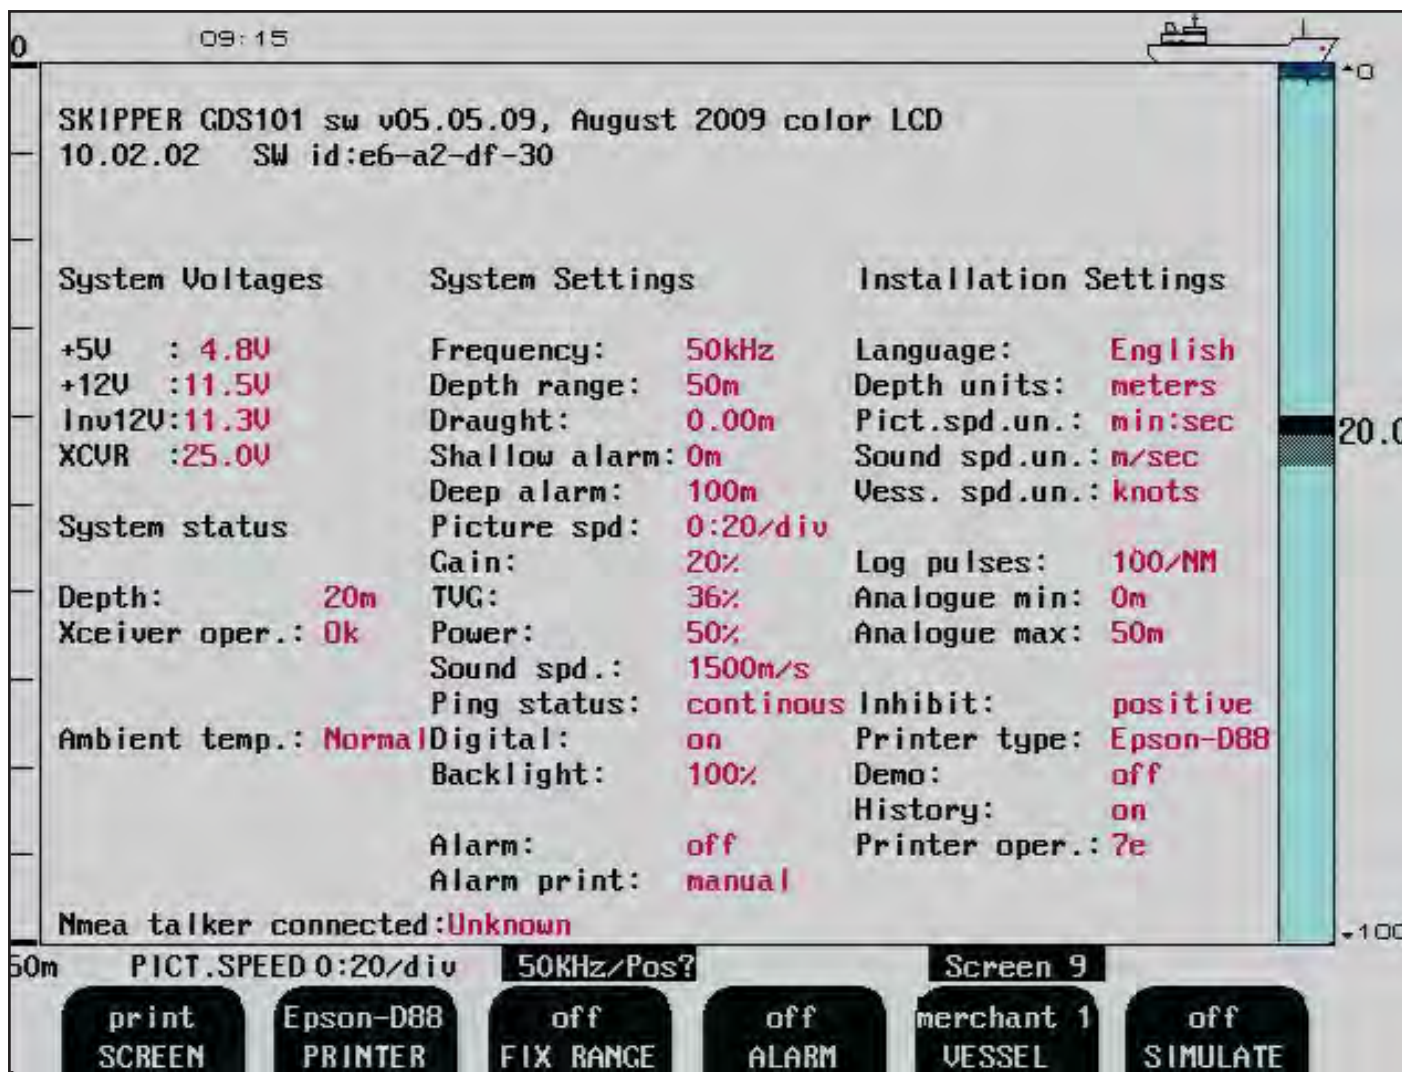 09:15
0
▲0
SKIPPER GDS101 sw v05.05.09, August 2009 color LCD
10.02.02 SW id:e6-a2-df-30
System Voltages System Settings Installation Settings
+5V : 4.8V Frequency: 50kHz Language: English
+12V :11.5V Depth range: 50m Depth units: meters
Inv12V:11.3V Draught: 0.00m Pict.spd.un.: min:sec
20.0
XCVR :25.0V Shallow alarm: 0m Sound spd.un.: m/sec
Deep alarm: 100m Vess. spd.un.: knots
System status Picture spd: 0:20/div
Gain: 20% Log pulses: 100/NM
Depth: 20m TVG: 36% Analogue min: 0m
Xceiver oper.: Ok Power: 50% Analogue max: 50m
Sound spd.: 1500m/s
Ping status: continous Inhibit: positive
Ambient temp.: Normal Digital: on Printer type: Epson-D88
Backlight: 100% Demo: off
History: on
Alarm: off Printer oper.: ?e
Alarm print: manual
Nmea talker connected:Unknown
▼100
50m PICT.SPEED 0:20/div 50KHz/Pos? Screen 9
print Epson-D88 off off merchant 1 off
SCREEN PRINTER FIX RANGE ALARM VESSEL SIMULATE